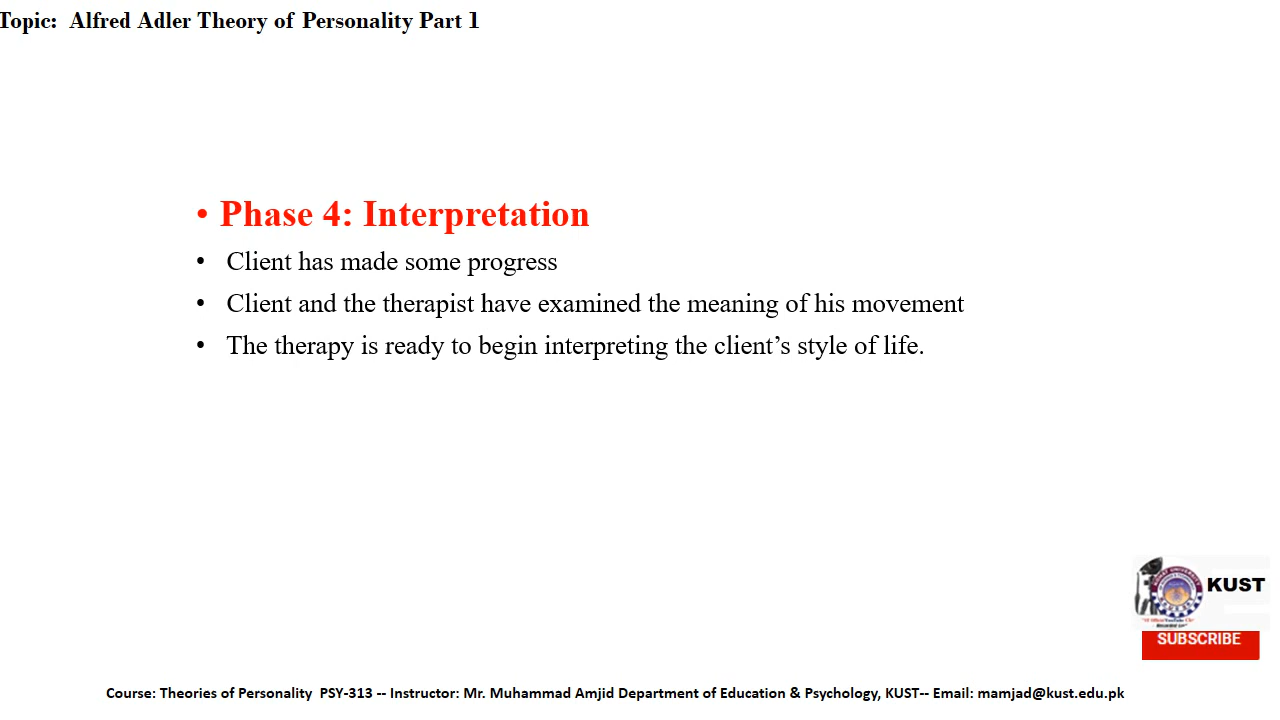 Topic: Alfred Adler Theory of Personality Part 1
• Phase 4: Interpretation
• Client has made some progress
• Client and the therapist have examined the meaning of his movement
• The therapy is ready to begin interpreting the client’s style of life.
KUST
SUBSCRIBE
Course: Theories of Personality PSY-313 -- Instructor: Mr. Muhammad Amjid Department of Education & Psychology, KUST-- Email: mamjad@kust.edu.pk